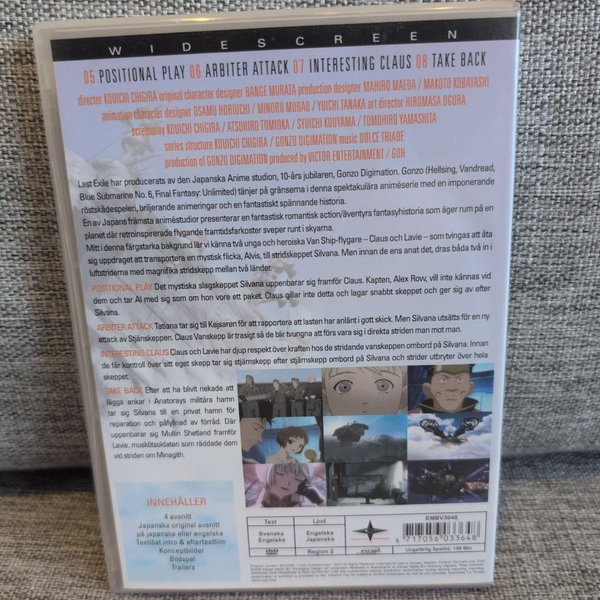 WIDESCREEN
05 POSITIONAL PLAY 06 ARBITER ATTACK 07 INTERESTING CLAUS 08 TAKE BACK
director KOUICHI CHIGIRA original character designer RANGE MURATA production designer MAHIRO MAEDA / MAKOTO KOBAYASHI
animation character designer OSAMU HORIUCHI / MINORU MURAO / YUICHI TANAKA art director HIROMASA OGURA
screenplay KOUICHI CHIGIRA / ATSUHIRO TOMIOKA / SYUICHI KOUYAMA / TOMOHIRO YAMASHITA
series structure KOUICHI CHIGIRA / GONZO DIGIMATION music DOLCE TRIADE
production of GONZO DIGIMATION produced by VICTOR ENTERTAINMENT / GDH
Last Exile har producerats av den Japanska Anime studion, 10-års jubilaren, Gonzo Digimation. Gonzo (Hellsing, Vandread,
Blue Submarine No. 6, Final Fantasy: Unlimited) tänjer på gränserna i denna spektakulära animéserie med en imponerande
röstskådespeleri, briljerande animeringar och en fantastiskt spännande historia.
En av Japans främsta animéstudior presenterar en fantastisk romantisk action/äventyrs fantasyhistoria som äger rum på en
planet där retroinspirerade flygande framtidsfarkoster sveper runt i skyarna.
Mitt i denna färgstarka bakgrund lär vi känna två unga och heroiska Van Ship-flygare – Claus och Lavie – som tvingas att åta
sig uppdraget att transportera en mystisk flicka, Alvis, til stridskeppet Silvana. Men innan de ens anat det, dras båda två in i
luftstriderna med magnifika stridskepp mellan två länder.
POSITIONAL PLAY Det mystiska slagskeppet Silvana uppenbarar sig framför Claus. Kapten, Alex Row, vill inte kännas vid
dem och tar Al med sig som om hon vore ett paket. Claus gillar inte detta och lagar snabbt skeppet och ger sig av efter
Silvana.
ARBITER ATTACK Tatiana tar sig till Kejsaren för att rapportera att lasten har anlänt i gott skick. Men Silvana utsätts för en ny
attack av Stjänskeppen. Claus Vanskepp är trasigt så de blir tvungna att förs vara sig i direkta striden man mot man.
INTERESTING CLAUS Claus och Lavie har djup respekt över kraften hos de stridande vanskeppen ombord på Silvana. Innan
de får kontroll över sitt eget skepp tar sig stjärnskepp efter stjärnskepp ombord på Silvana och strider utbryter över hela
skeppet.
TAKE BACK Efter att ha blivit nekade att
lägga ankar i Anatorays militära hamn
tar sig Silvana till en privat hamn för
reparation och påfyllnad av förråd. Där
uppenbarar sig Mullin Shetland framför
Lavie, muskötsoldaten som räddade dem
vid striden om Minagith.
INNEHÅLLER
4 avsnitt
Japanska original avsnitt
på japanska eller engelska
Textlöst intro & eftertextfilm
Konceptbilder
Bildspel
Trailers
Text Ljud
Svenska Engelska
Engelska Japanska
DVD Region 2
EMBV3648
8 717056 033648
Ungefärlig Speltid: 100 Min